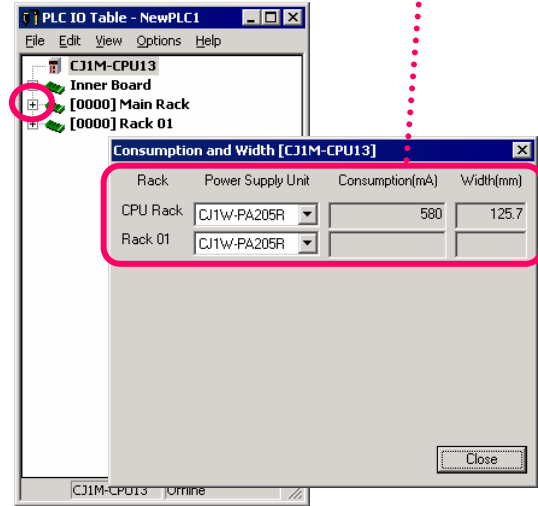 PLC IO Table - NewPLC1
File Edit View Options Help
CJ1M-CPU13
Inner Board
[0000] Main Rack
[0000] Rack 01
Consumption and Width [CJ1M-CPU13]
Rack Power Supply Unit Consumption(mA) Width(mm)
CPU Rack CJ1W-PA205R 580 125.7
Rack 01 CJ1W-PA205R
Close
CJ1M-CPU13 Offline